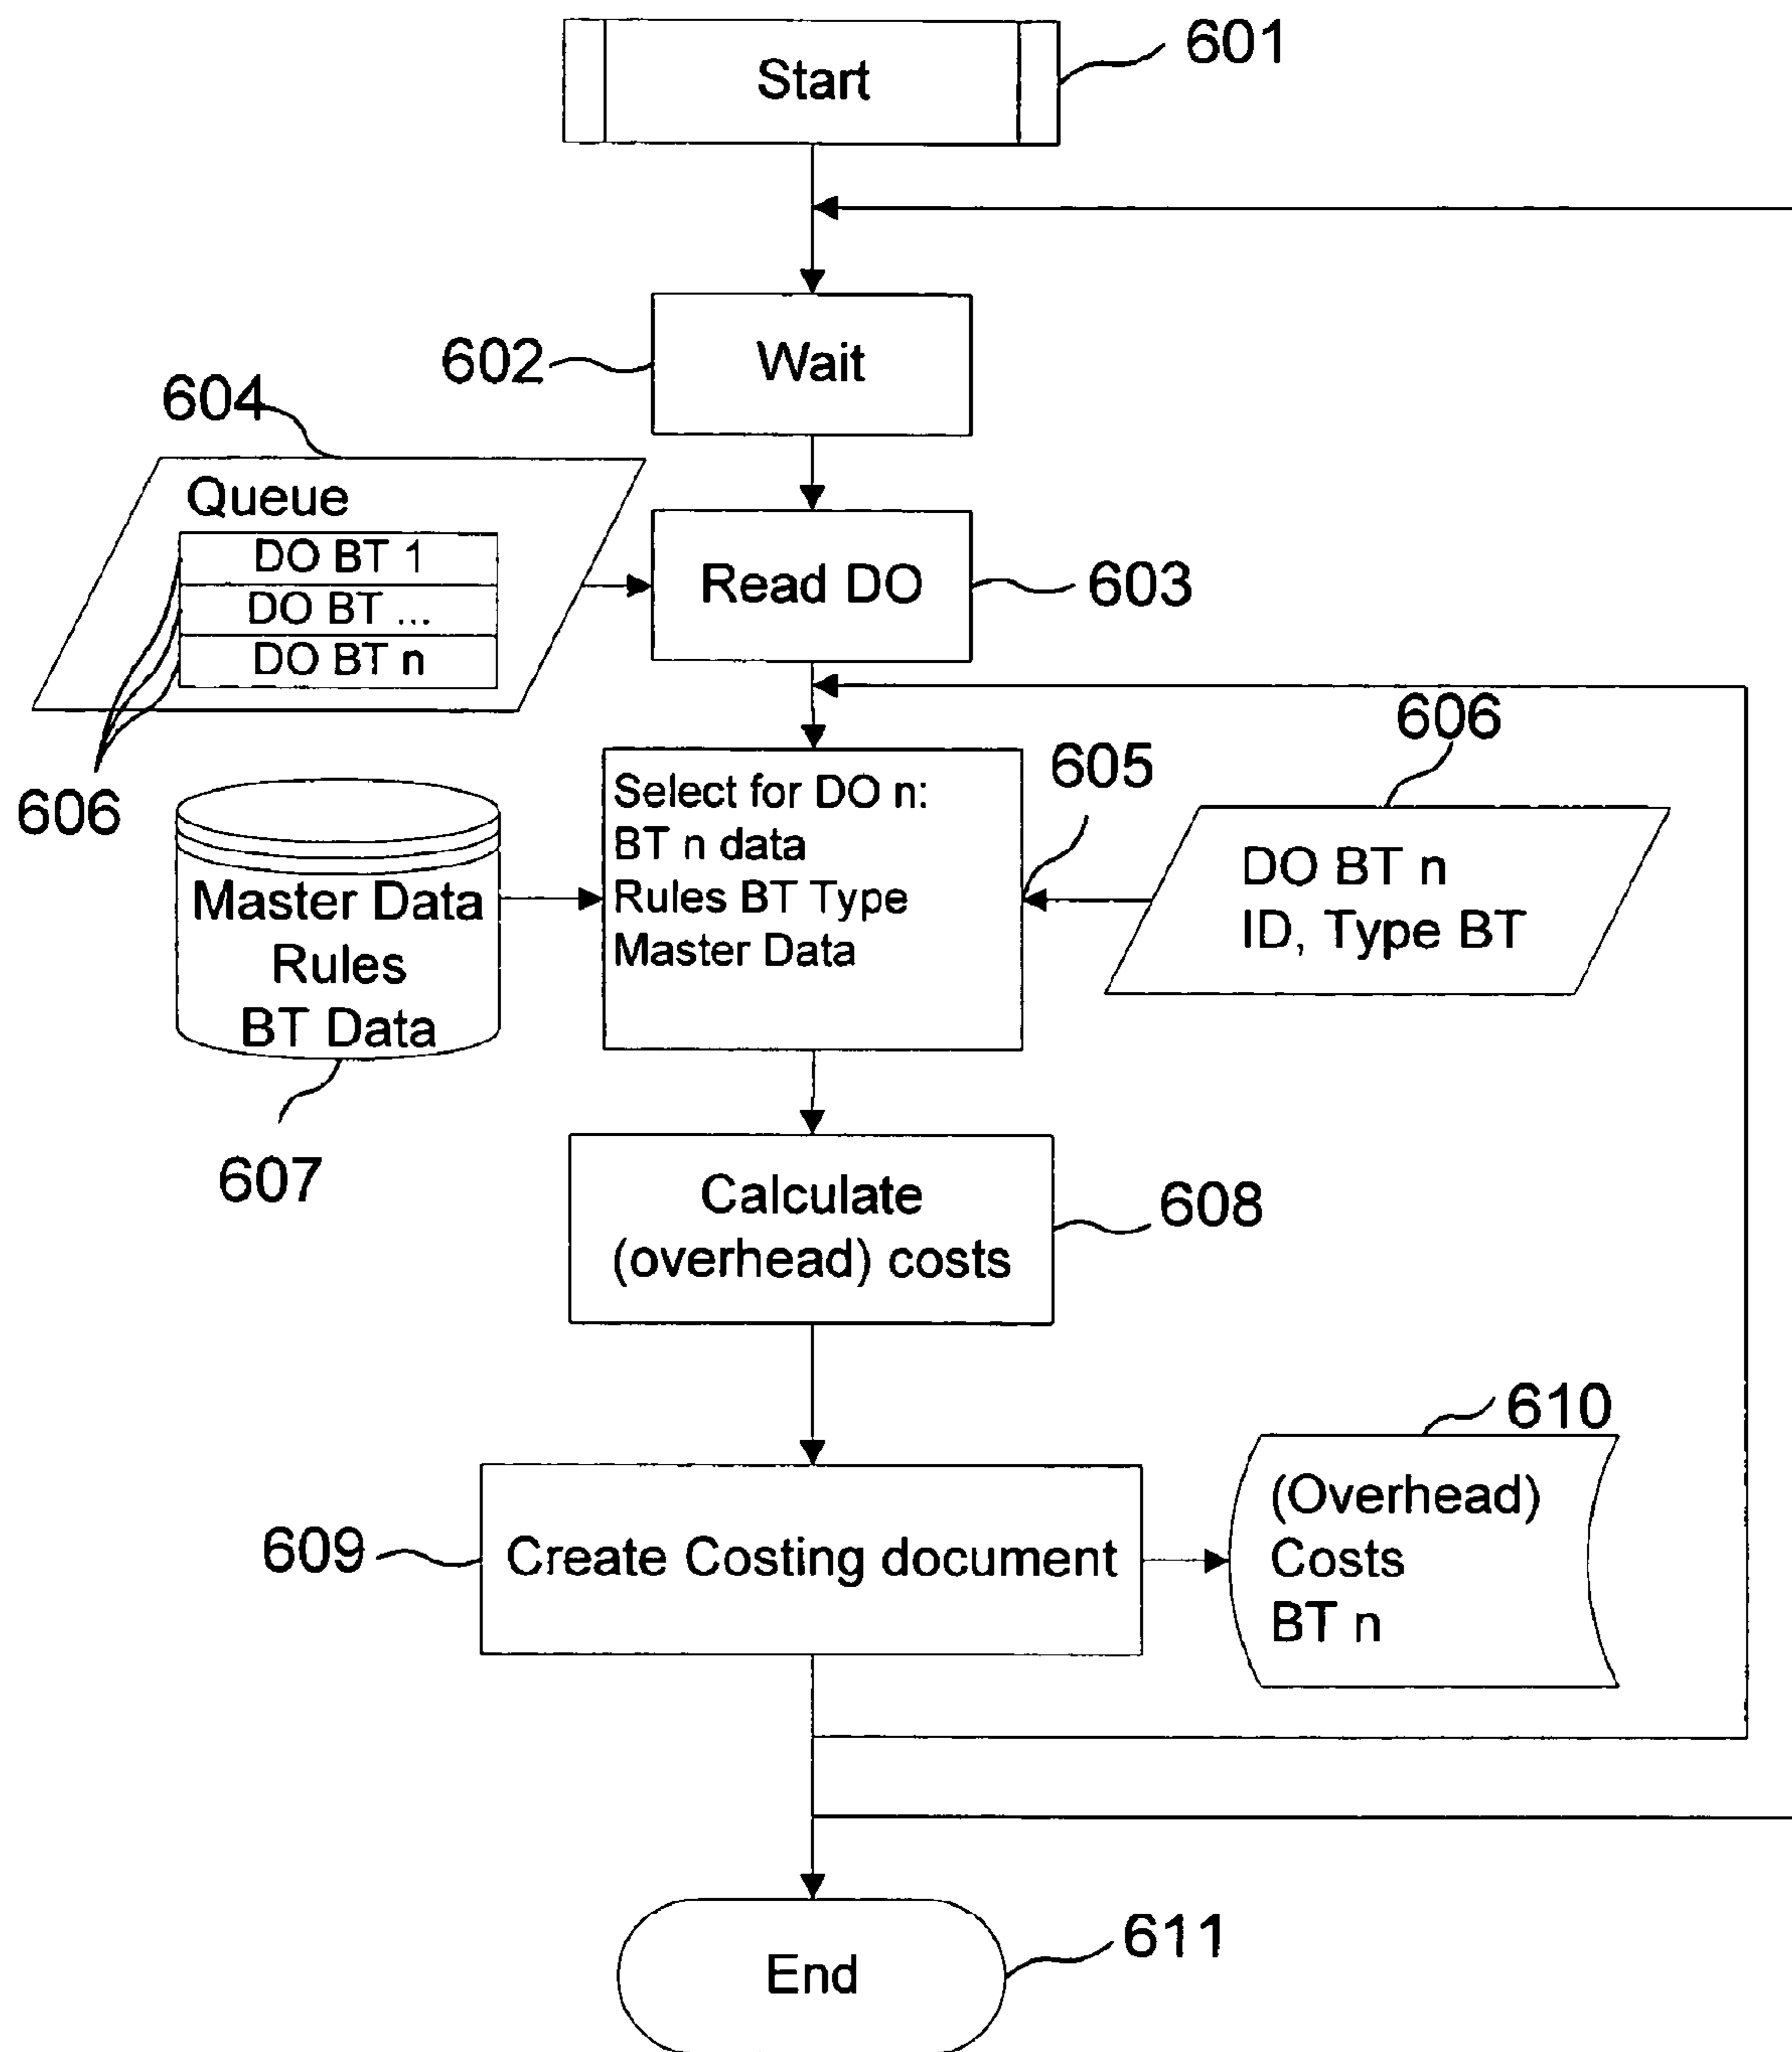 Start
601
602
Wait
604
Queue
DO BT 1
DO BT ...
DO BT n
Read DO
603
606
606
605
Select for DO n:
BT n data
Rules BT Type
Master Data
Master Data
Rules
BT Data
DO BT n
ID, Type BT
607
Calculate
(overhead) costs
608
610
609
Create Costing document
(Overhead)
Costs
BT n
End
611